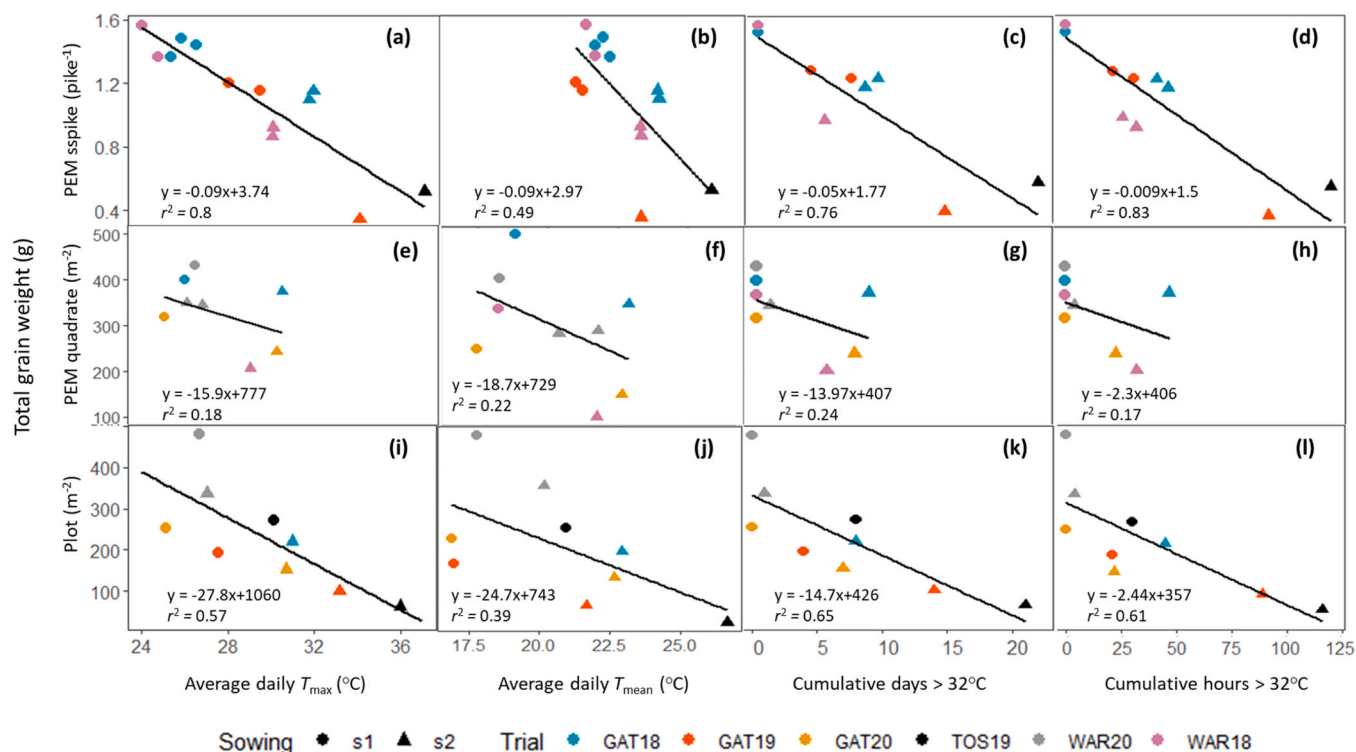 Total grain weight (g)
PEM sspike (pike⁻¹)
1.6
1.2
0.8
0.4
(a)
y = -0.09x+3.74
r² = 0.8
(b)
y = -0.09x+2.97
r² = 0.49
(c)
y = -0.05x+1.77
r² = 0.76
(d)
y = -0.009x+1.5
r² = 0.83
PEM quadrate (m⁻²)
500
400
300
200
100
(e)
y = -15.9x+777
r² = 0.18
(f)
y = -18.7x+729
r² = 0.22
(g)
y = -13.97x+407
r² = 0.24
(h)
y = -2.3x+406
r² = 0.17
Plot (m⁻²)
400
300
200
100
(i)
y = -27.8x+1060
r² = 0.57
(j)
y = -24.7x+743
r² = 0.39
(k)
y = -14.7x+426
r² = 0.65
(l)
y = -2.44x+357
r² = 0.61
24 28 32 36
17.5 20.0 22.5 25.0
0 5 10 15 20
0 25 50 75 100 125
Average daily Tmax (°C)
Average daily Tmean (°C)
Cumulative days > 32°C
Cumulative hours > 32°C
Sowing s1 s2 Trial GAT18 GAT19 GAT20 TOS19 WAR20 WAR18